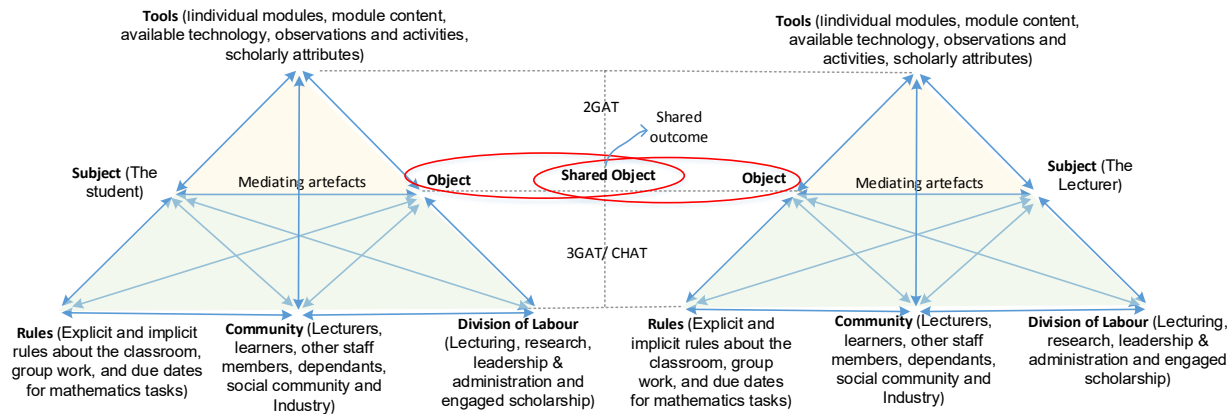 Tools (Iindividual modules, module content,
available technology, observations and activities,
scholarly attributes)
Tools (Iindividual modules, module content,
available technology, observations and
activities, scholarly attributes)
2GAT
Shared
outcome
Subject (The
student)
Mediating artefacts
Object
Shared Object
Object
Mediating artefacts
Subject (The
Lecturer)
3GAT/ CHAT
Rules (Explicit and implicit
rules about the classroom,
group work, and due dates
for mathematics tasks)
Community (Lecturers,
learners, other staff
members, dependants,
social community and
Industry)
Division of Labour
(Lecturing, research,
leadership &
administration and
engaged scholarship)
Rules (Explicit and
implicit rules about the
classroom, group
work, and due dates
for mathematics tasks)
Community (Lecturers,
learners, other staff
members, dependants,
social community and
Industry)
Division of Labour (Lecturing,
research, leadership &
administration and engaged
scholarship)